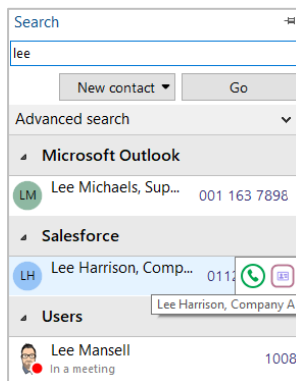 Search
lee
New contact
Go
Advanced search
Microsoft Outlook
LM Lee Michaels, Sup... 001 163 7898
Salesforce
LH Lee Harrison, Comp... 011
Lee Harrison, Company A
Users
Lee Mansell 1008
In a meeting